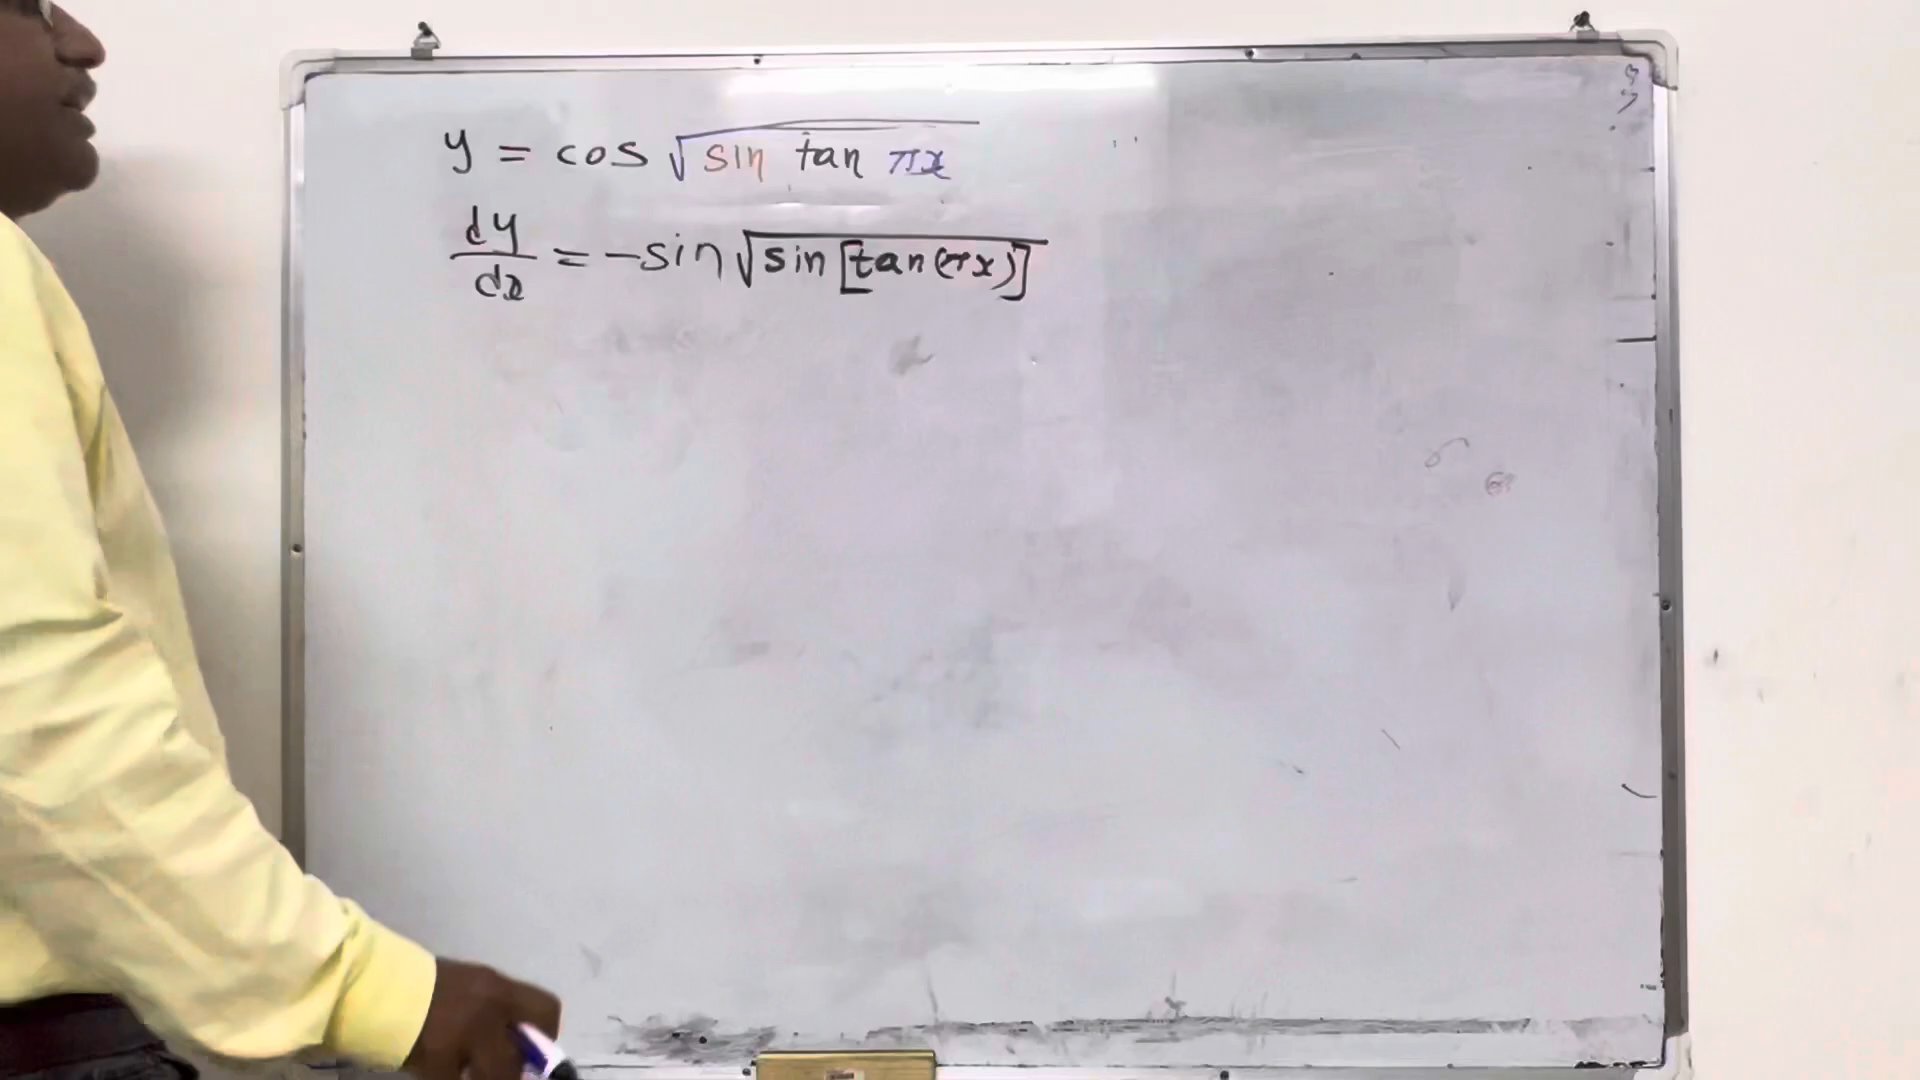 y = cos √(sin tan πx)
dy/dx = -sin √(sin [tan(πx)])